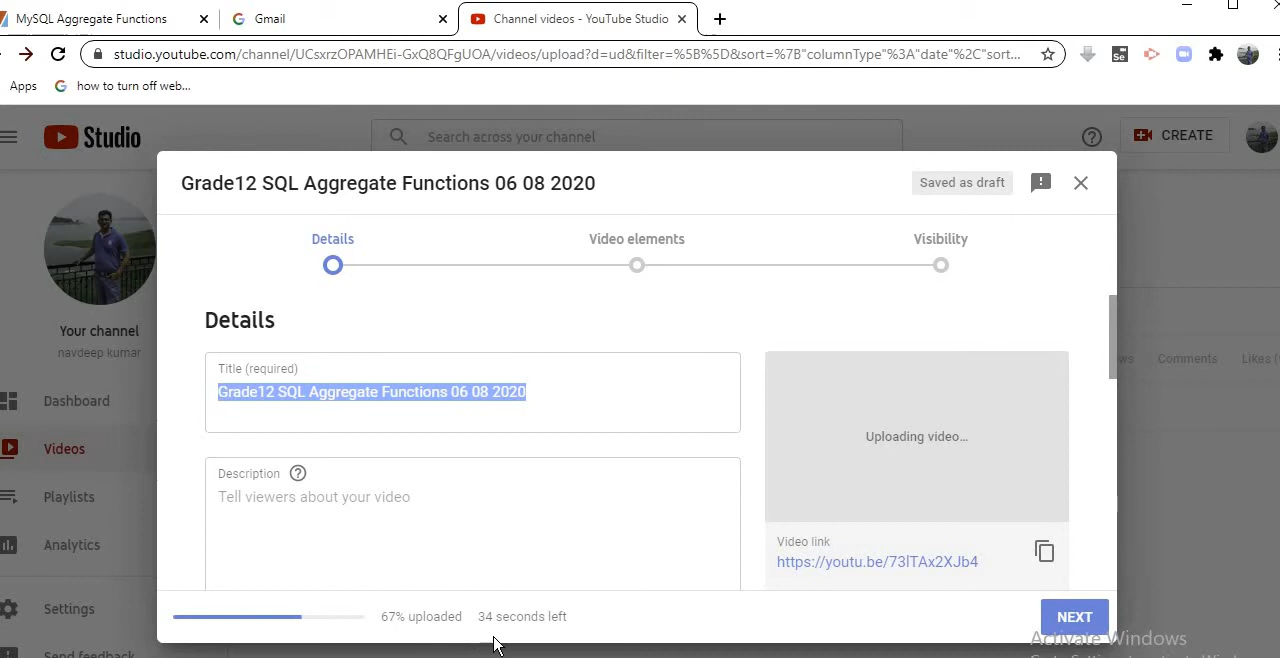 MySQL Aggregate Functions
Gmail
Channel videos - YouTube Studio
studio.youtube.com/channel/UCsxrzOPAMHEi-GxQ8QFgUOA/videos/upload?d=ud&filter=%5B%5D&sort=%7B"columnType"%3A"date"%2C"sort...
Se
Apps
how to turn off web...
Studio
Search across your channel
CREATE
Grade12 SQL Aggregate Functions 06 08 2020
Saved as draft
Details
Video elements
Visibility
Details
Your channel
navdeep kumar
Title (required)
Grade12 SQL Aggregate Functions 06 08 2020
Comments
Likes
Dashboard
Uploading video...
Videos
Description
Tell viewers about your video
Playlists
Analytics
Video link
https://youtu.be/73lTAx2XJb4
Settings
67% uploaded
34 seconds left
NEXT
Activate Windows
Send feedback